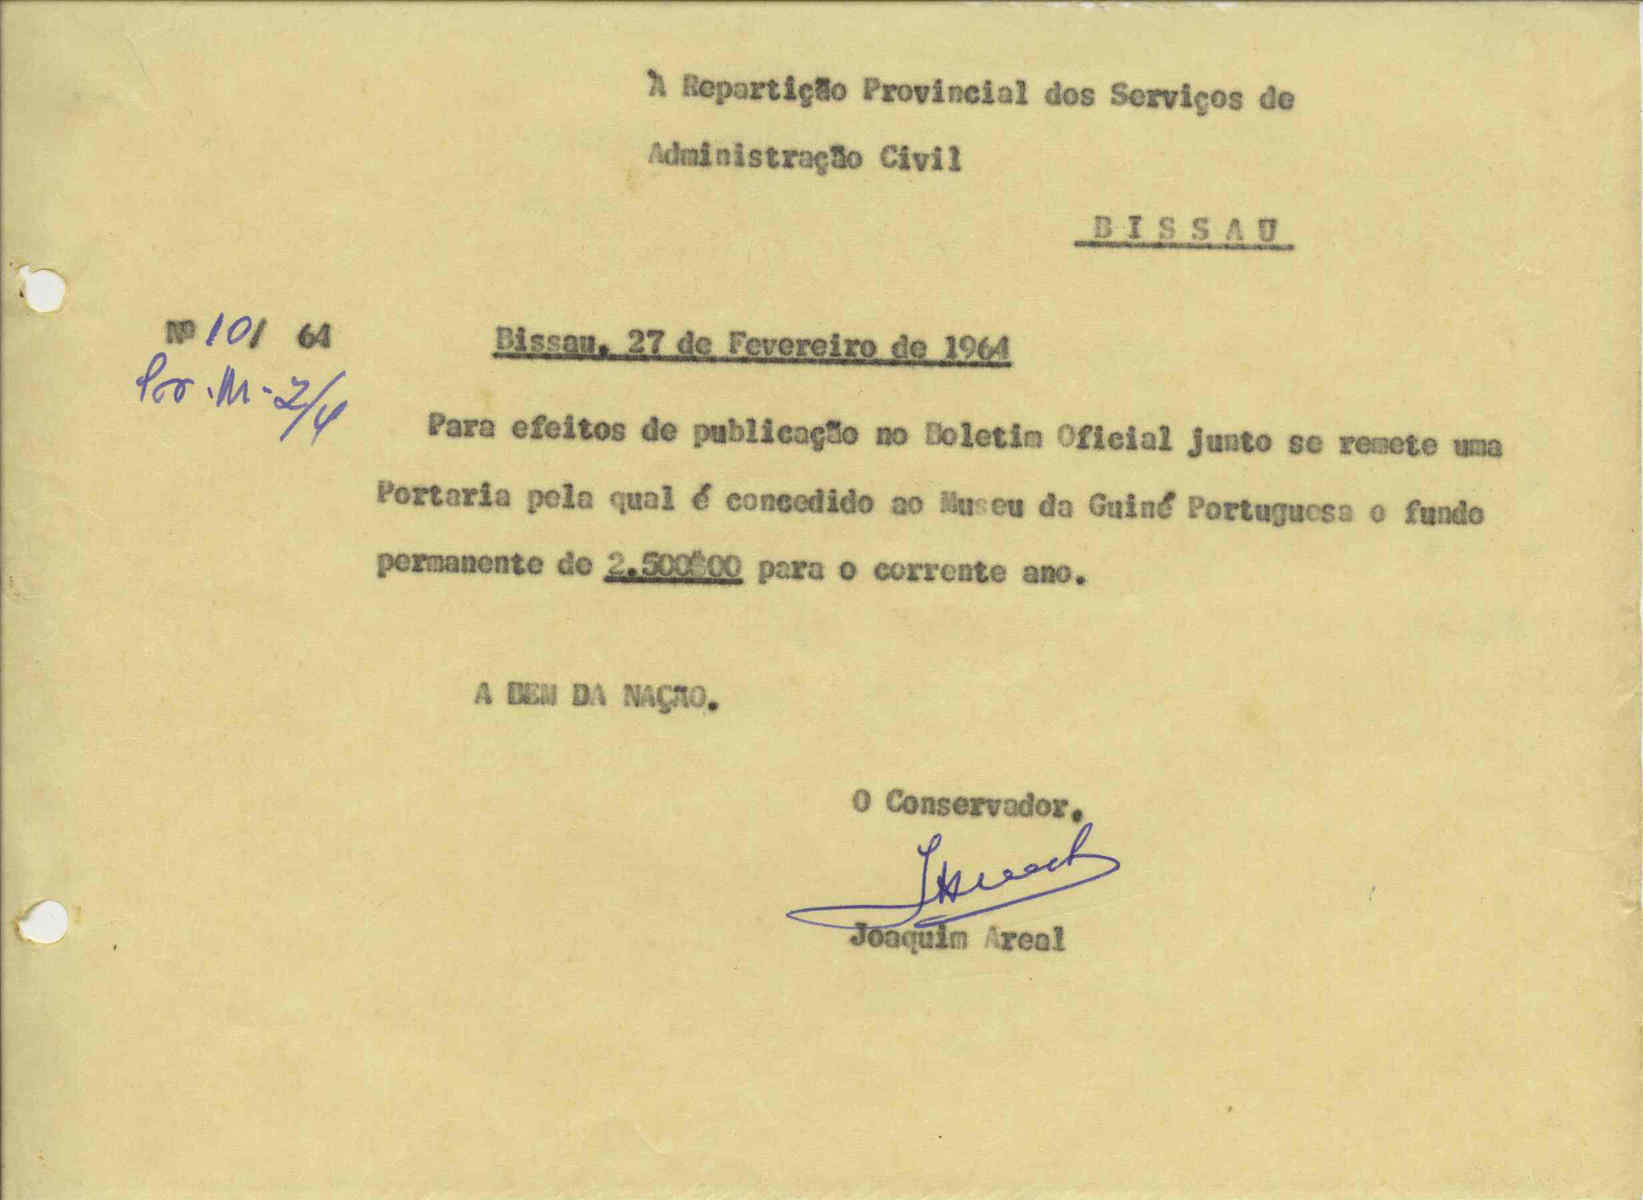 À Repartição Provincial dos Serviços de
Administração Civil
BISSAU
Nº 10/ 64
Bissau, 27 de Fevereiro de 1964
Para efeitos de publicação no Boletim Oficial junto se remete uma
Portaria pela qual é concedido ao Museu da Guiné Portuguesa o fundo
permanente de 2.500$00 para o corrente ano.
A BEM DA NAÇÃO.
O Conservador,
Joaquim Areal